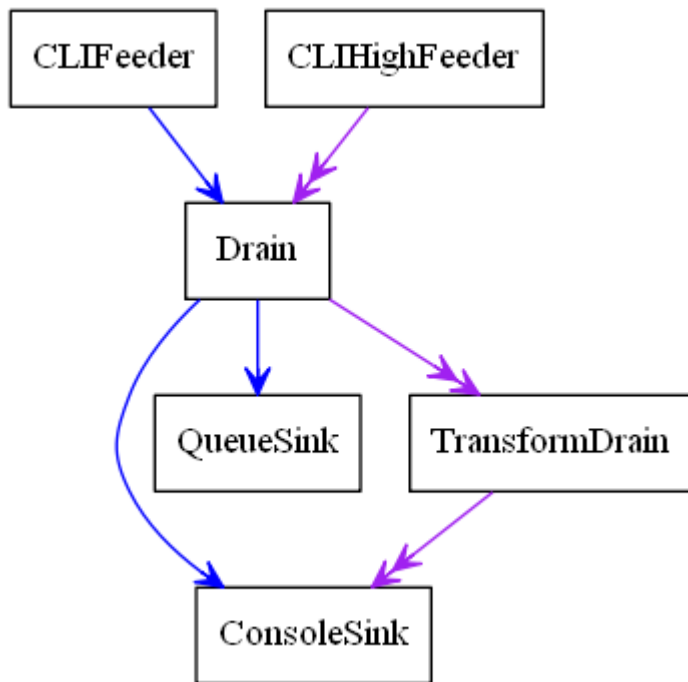 CLIFeeder
CLIHighFeeder
Drain
QueueSink
TransformDrain
ConsoleSink